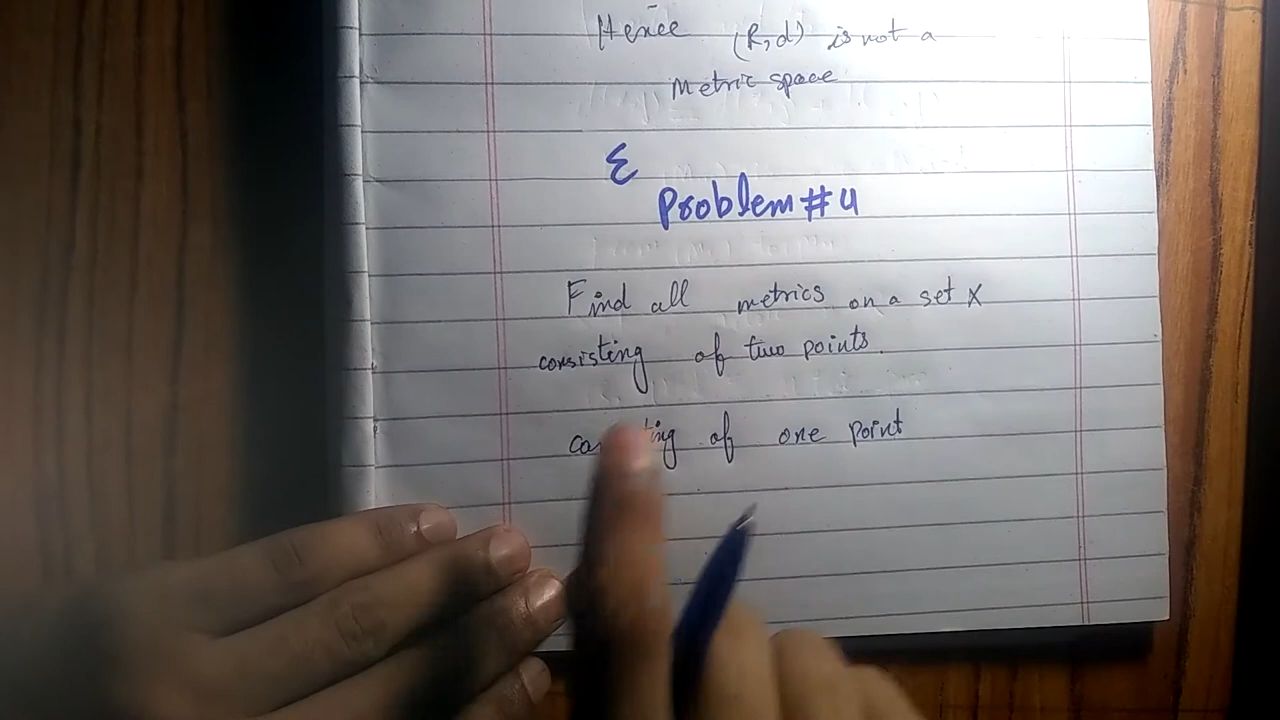 Hence (R,d) is not a
Metric space
ε
Problem # 4
Find all metrics on a set X
consisting of two points.
of one point